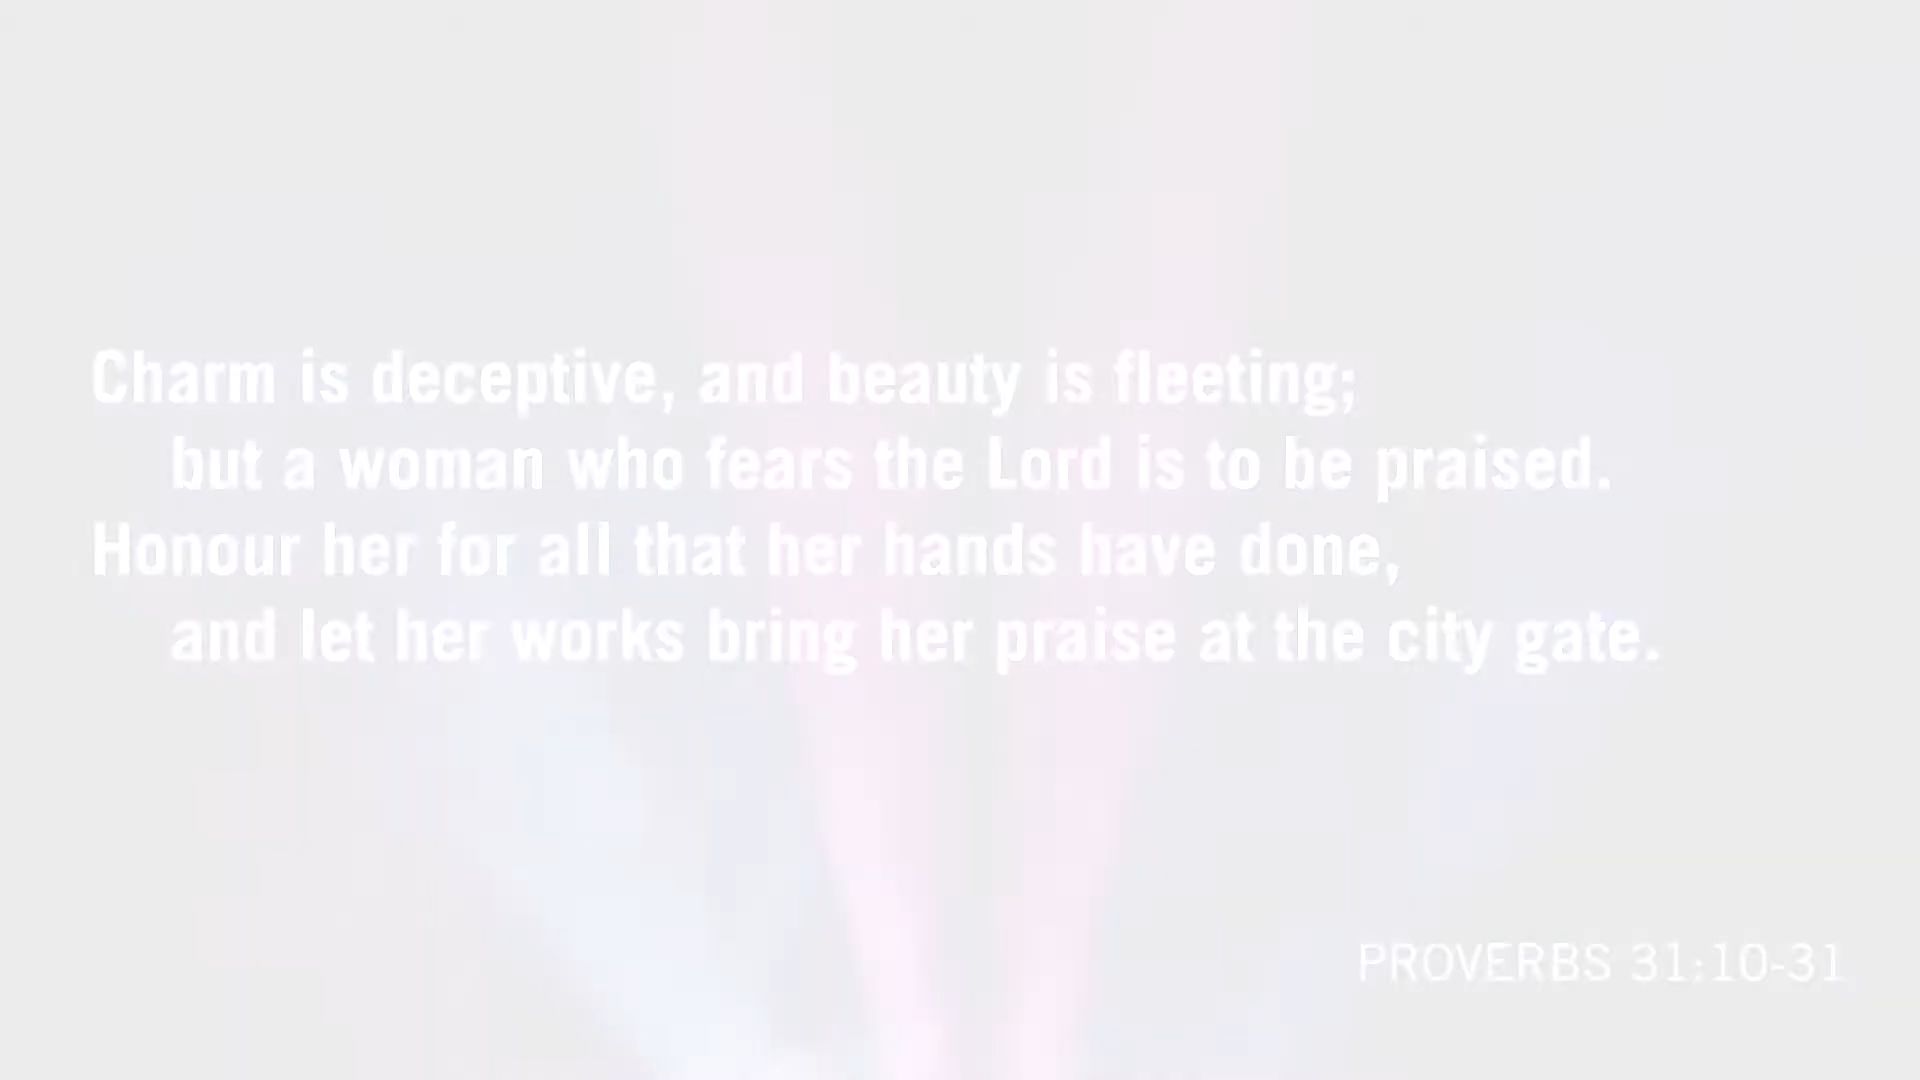 Charm is deceptive, and beauty is fleeting;
but a woman who fears the Lord is to be praised.
Honour her for all that her hands have done,
and let her works bring her praise at the city gate.
PROVERBS 31:10-31